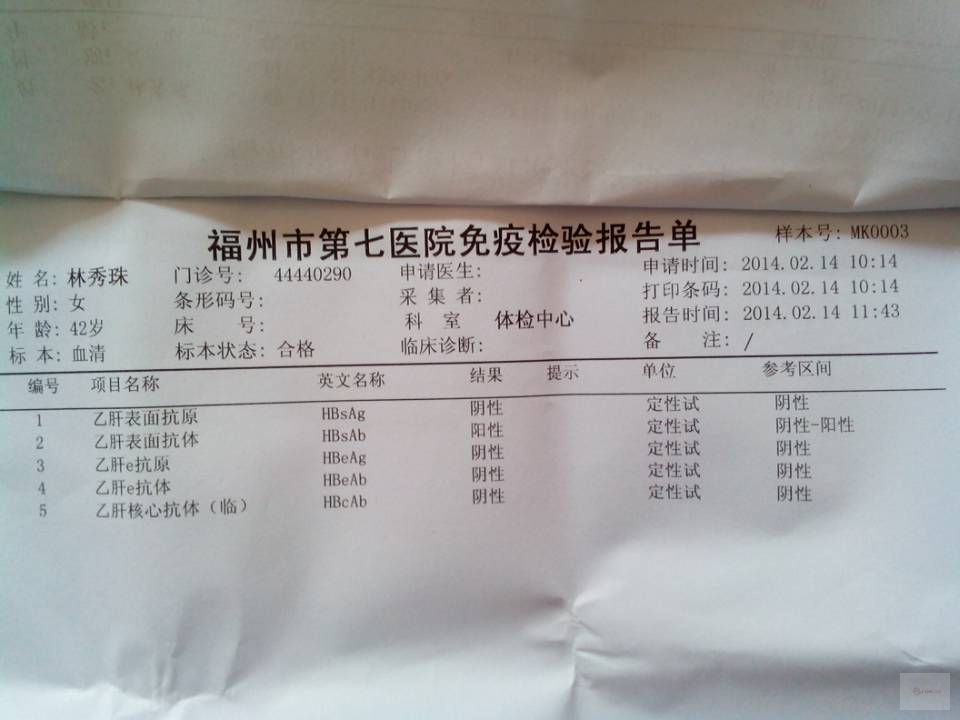 福州市第七医院免疫检验报告单 样本号: MK0003
姓 名: 林秀珠 门诊号: 44440290 申请医生: 申请时间: 2014.02.14 10:14
性 别: 女 条形码号: 采 集 者: 打印条码: 2014.02.14 10:14
年 龄: 42岁 床 号: 科 室 体检中心 报告时间: 2014.02.14 11:43
标 本: 血清 标本状态: 合格 临床诊断: 备 注: /
编号 项目名称 英文名称 结果 提示 单位 参考区间
1 乙肝表面抗原 HBsAg 阴性 定性试 阴性
2 乙肝表面抗体 HBsAb 阳性 定性试 阴性-阳性
3 乙肝e抗原 HBeAg 阴性 定性试 阴性
4 乙肝e抗体 HBeAb 阴性 定性试 阴性
5 乙肝核心抗体（临） HBcAb 阴性 定性试 阴性